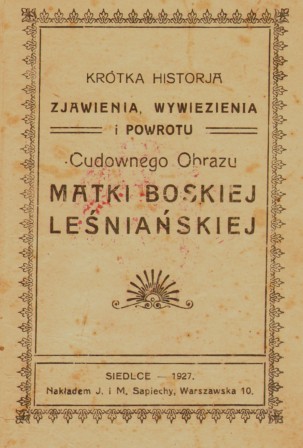 KRÓTKA HISTORJA
ZJAWIENIA, WYWIEZIENIA
i POWROTU
Cudownego Obrazu
MATKI BOSKIEJ
LEŚNIAŃSKIEJ
SIEDLCE — 1927.
Nakładem J. i M. Sapiechy, Warszawska 10.